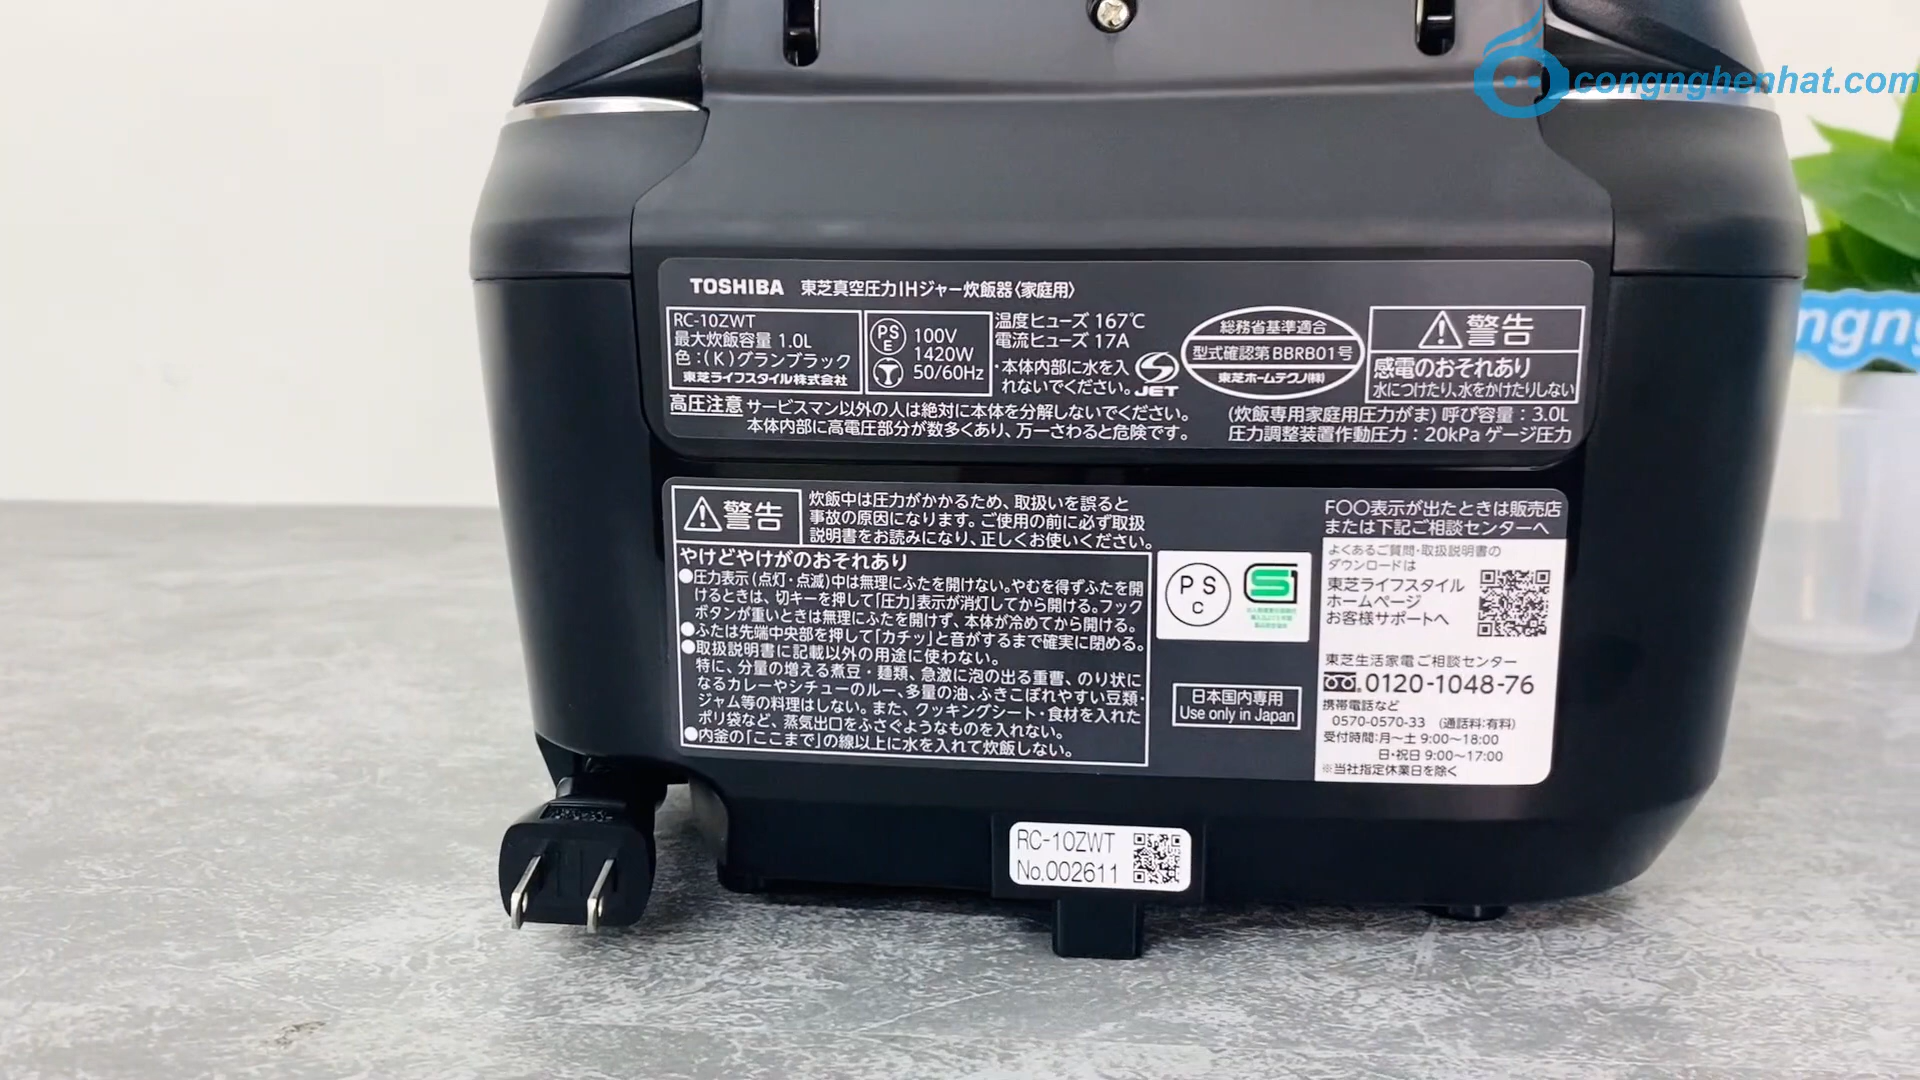 congnghenhat.com
TOSHIBA 東芝真空圧力IHジャー炊飯器〈家庭用〉
RC-10ZWT
最大炊飯容量 1.0L
色：(K)グランブラック
東芝ライフスタイル株式会社
PS
E
100V
1420W
50/60Hz
温度ヒューズ 167℃
電流ヒューズ 17A
・本体内部に水を入
れないでください。
JET
総務省基準適合
型式確認第BBRB01号
東芝ホームテクノ(株)
警告
感電のおそれあり
水につけたり、水をかけたりしない
高圧注意 サービスマン以外の人は絶対に本体を分解しないでください。
本体内部に高電圧部分が数多くあり、万一さわると危険です。
(炊飯専用家庭用圧力がま) 呼び容量：3.0L
圧力調整装置作動圧力：20kPa ゲージ圧力
警告
炊飯中は圧力がかかるため、取扱いを誤ると
事故の原因になります。ご使用の前に必ず取扱
説明書をお読みになり、正しくお使いください。
やけどやけがのおそれあり
●圧力表示(点灯・点滅)中は無理にふたを開けない。やむを得ずふたを開
けるときは、切キーを押して「圧力」表示が消灯してから開ける。フック
ボタンが重いときは無理にふたを開けず、本体が冷めてから開ける。
●ふたは先端中央部を押して「カチッ」と音がするまで確実に閉める。
●取扱説明書に記載以外の用途に使わない。
特に、分量の増える煮豆・麺類、急激に泡の出る重曹、のり状に
なるカレーやシチューのルー、多量の油、ふきこぼれやすい豆類・
ジャム等の料理はしない。また、クッキングシート・食材を入れた
ポリ袋など、蒸気出口をふさぐようなものを入れない。
●内釜の「ここまで」の線以上に水を入れて炊飯しない。
PS
C
日本国内専用
Use only in Japan
F〇〇表示が出たときは販売店
または下記ご相談センターへ
よくあるご質問・取扱説明書の
ダウンロードは
東芝ライフスタイル
ホームページ
お客様サポートへ
東芝生活家電ご相談センター
0120-1048-76
携帯電話など
0570-0570-33 (通話料:有料)
受付時間:月～土 9:00～18:00
日・祝日 9:00～17:00
※当社指定休業日を除く
RC-10ZWT
No.002611